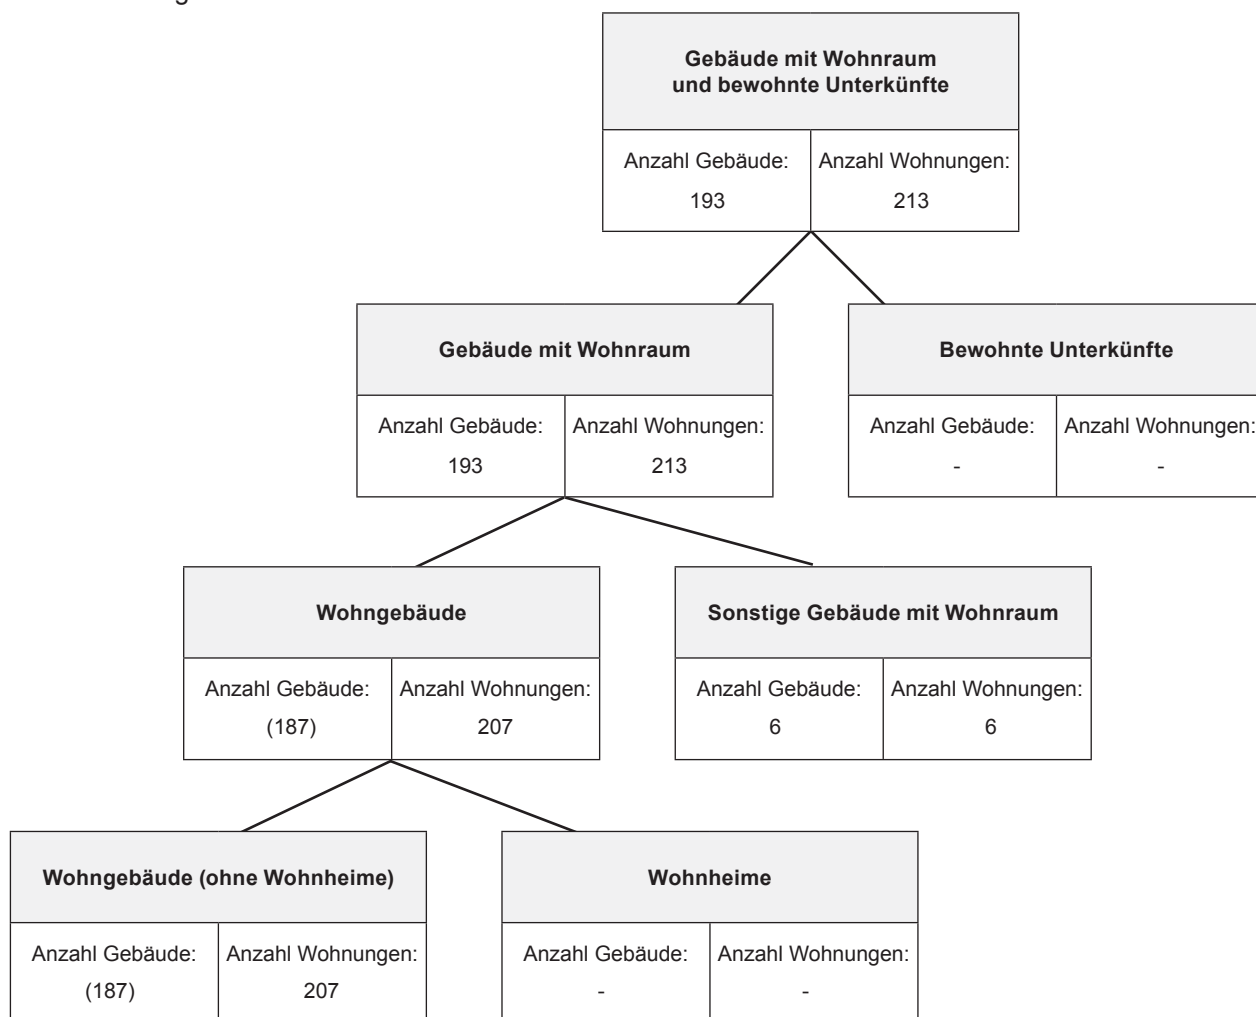 Gebäude mit Wohnraum
und bewohnte Unterkünfte
Anzahl Gebäude: Anzahl Wohnungen:
193 213
Gebäude mit Wohnraum
Anzahl Gebäude: Anzahl Wohnungen:
193 213
Bewohnte Unterkünfte
Anzahl Gebäude: Anzahl Wohnungen:
- -
Wohngebäude
Anzahl Gebäude: Anzahl Wohnungen:
(187) 207
Sonstige Gebäude mit Wohnraum
Anzahl Gebäude: Anzahl Wohnungen:
6 6
Wohngebäude (ohne Wohnheime)
Anzahl Gebäude: Anzahl Wohnungen:
(187) 207
Wohnheime
Anzahl Gebäude: Anzahl Wohnungen:
- -